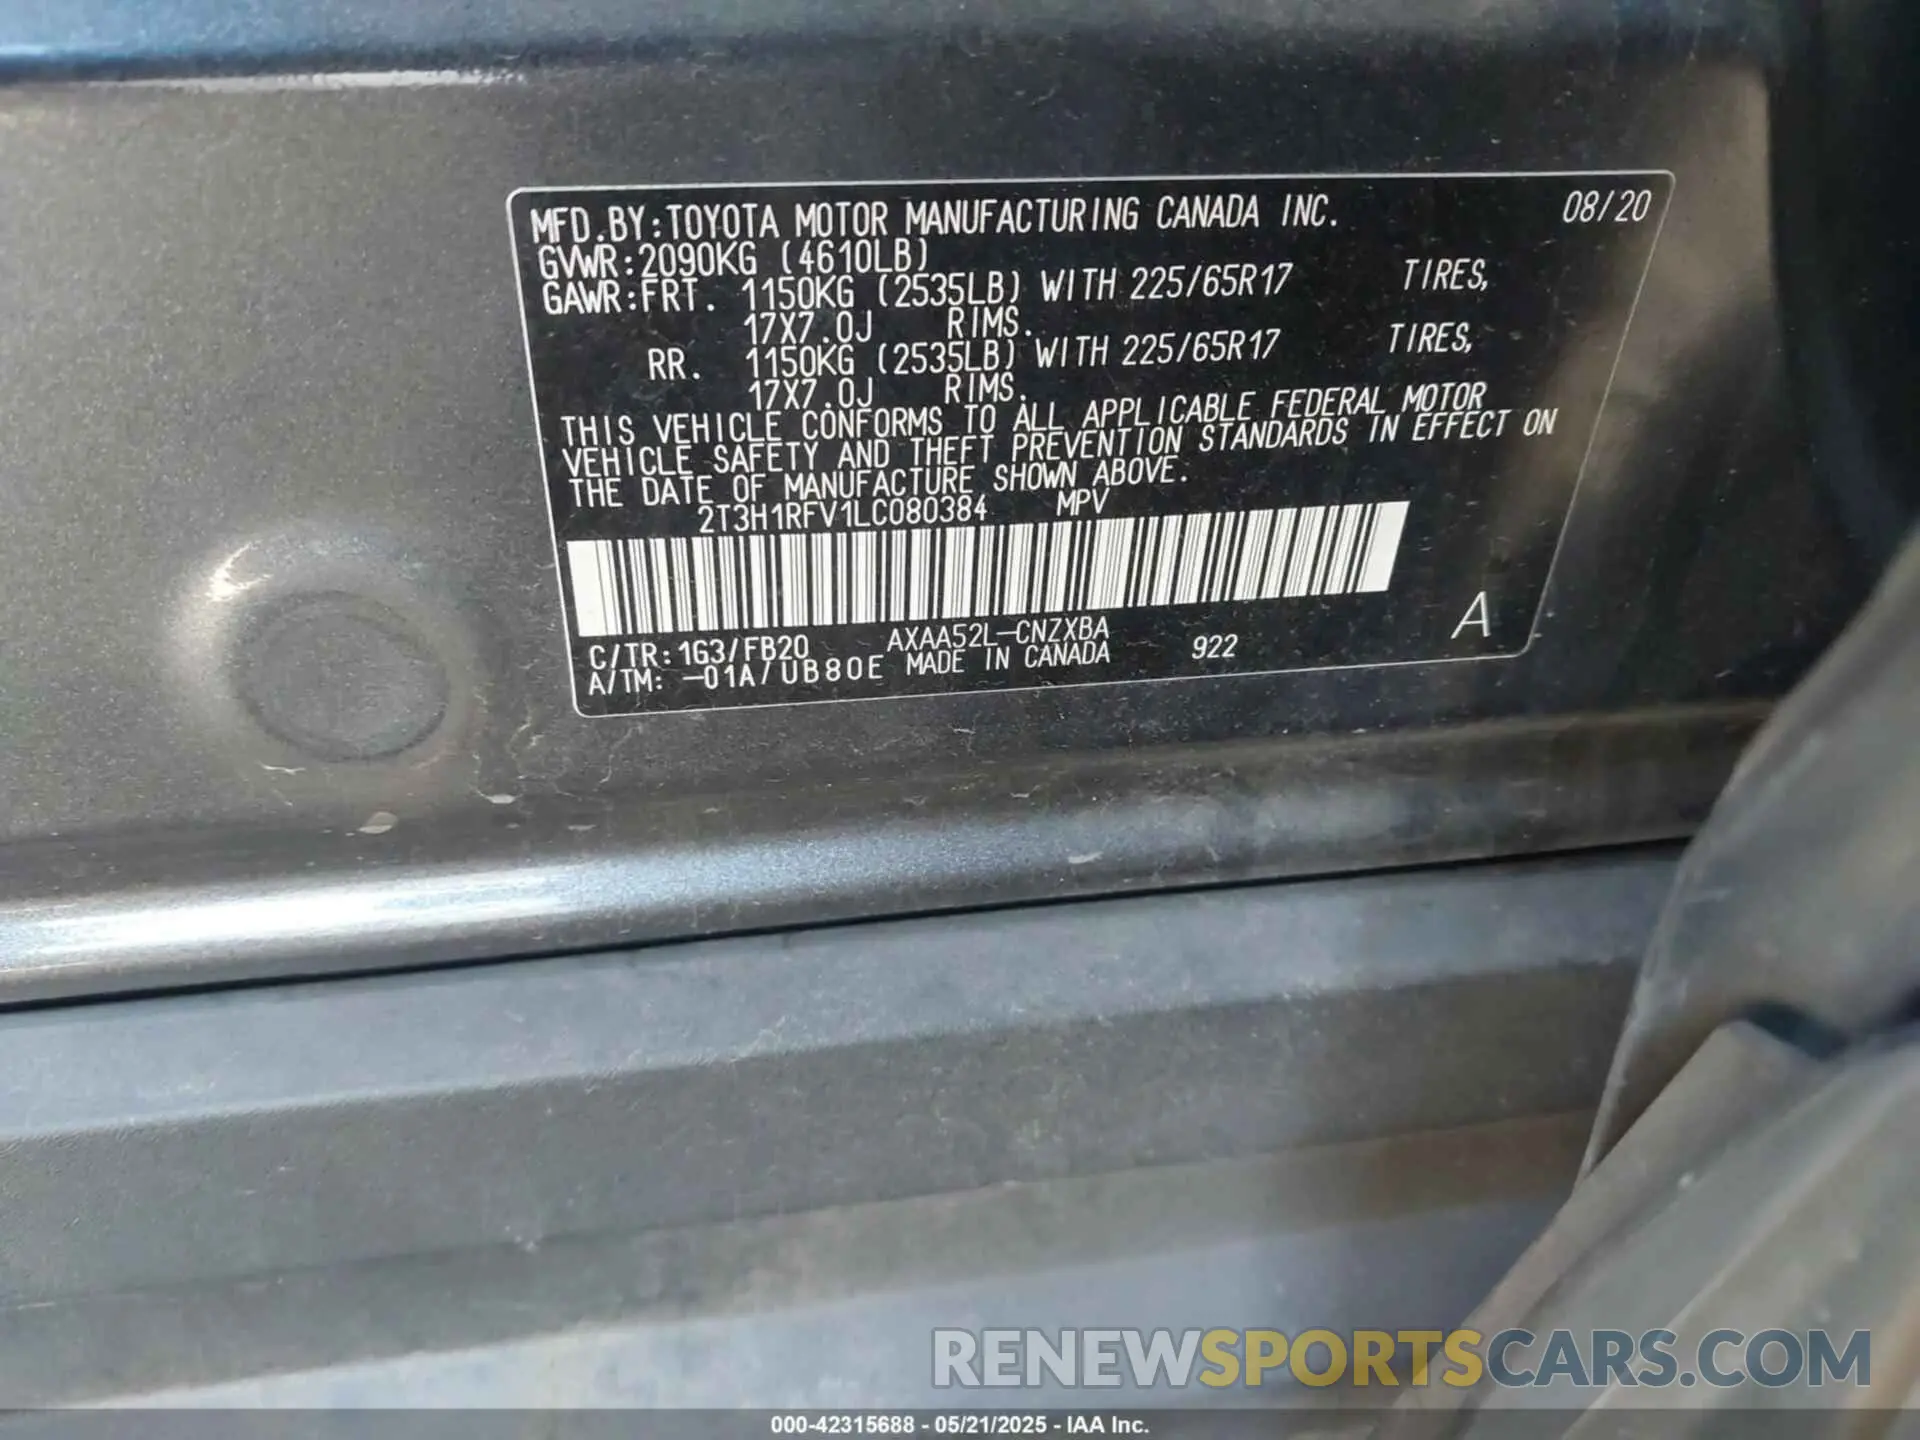 MFD.BY:TOYOTA MOTOR MANUFACTURING CANADA INC. 08/20
GVWR:2090KG (4610LB)
GAWR:FRT. 1150KG (2535LB) WITH 225/65R17 TIRES,
17X7.0J RIMS.
RR. 1150KG (2535LB) WITH 225/65R17 TIRES,
17X7.0J RIMS.
THIS VEHICLE CONFORMS TO ALL APPLICABLE FEDERAL MOTOR
VEHICLE SAFETY AND THEFT PREVENTION STANDARDS IN EFFECT ON
THE DATE OF MANUFACTURE SHOWN ABOVE.
2T3H1RFV1LC080384 MPV
C/TR:1G3/FB20 AXAA52L-CNZXBA 922 A
A/TM: -01A/UB80E MADE IN CANADA
RENEWSPORTSCARS.COM
000-42315688 - 05/21/2025 - IAA Inc.